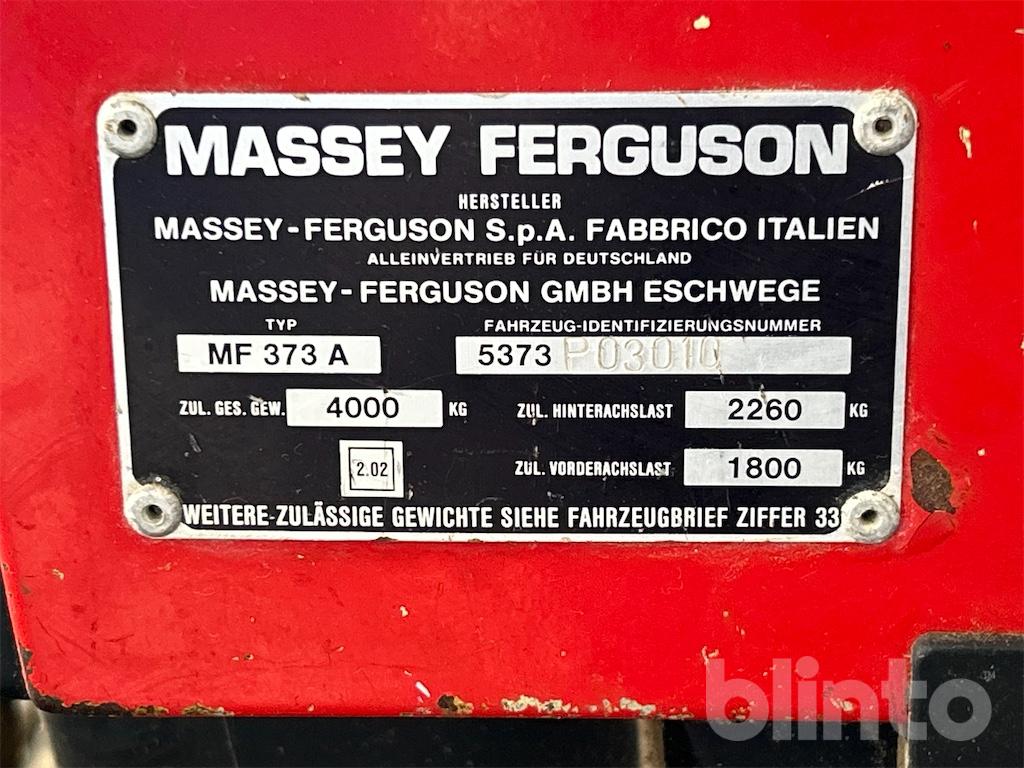 MASSEY FERGUSON
HERSTELLER
MASSEY-FERGUSON S.p.A. FABBRICO ITALIEN
ALLEINVERTRIEB FÜR DEUTSCHLAND
MASSEY-FERGUSON GMBH ESCHWEGE
TYP FAHRZEUG-IDENTIFIZIERUNGSNUMMER
MF 373 A 5373 P03010
ZUL. GES. GEW. 4000 KG ZUL. HINTERACHSLAST 2260 KG
2.02 ZUL. VORDERACHSLAST 1800 KG
WEITERE ZULÄSSIGE GEWICHTE SIEHE FAHRZEUGBRIEF ZIFFER 33
blinto™